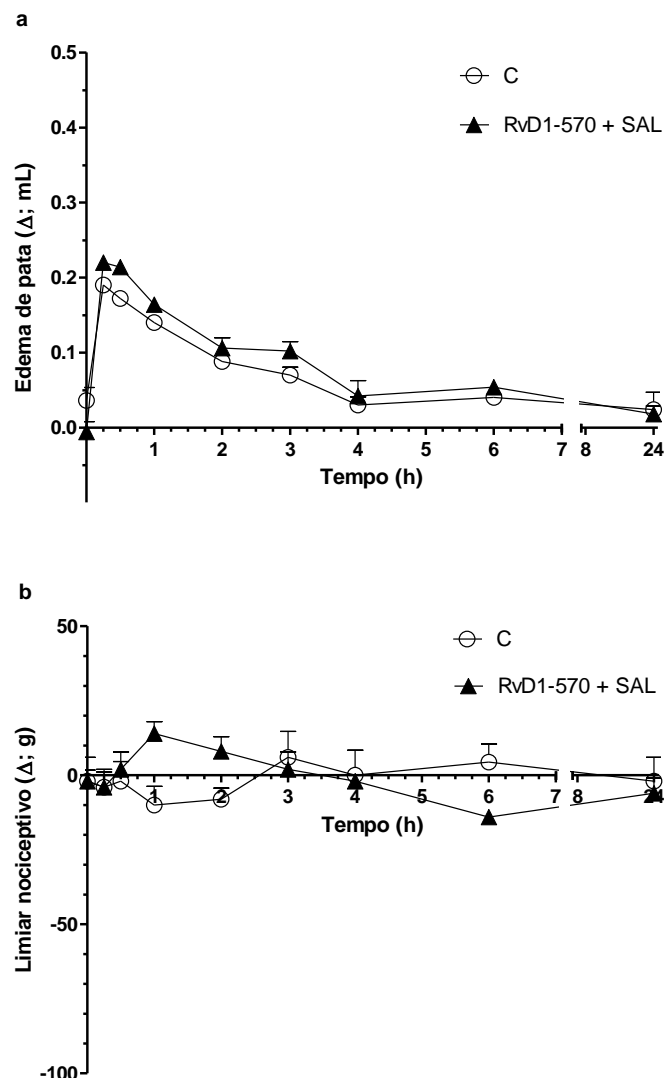 a
0.5
C
RvD1-570 + SAL
0.4
0.3
0.2
0.1
0.0
Edema de pata (Δ; mL)
1 2 3 4 5 6 7 8 24
Tempo (h)
b
50
C
RvD1-570 + SAL
0
1 2 3 4 5 6 7 8 24
Tempo (h)
Limiar nociceptivo (Δ; g)
-50
-100